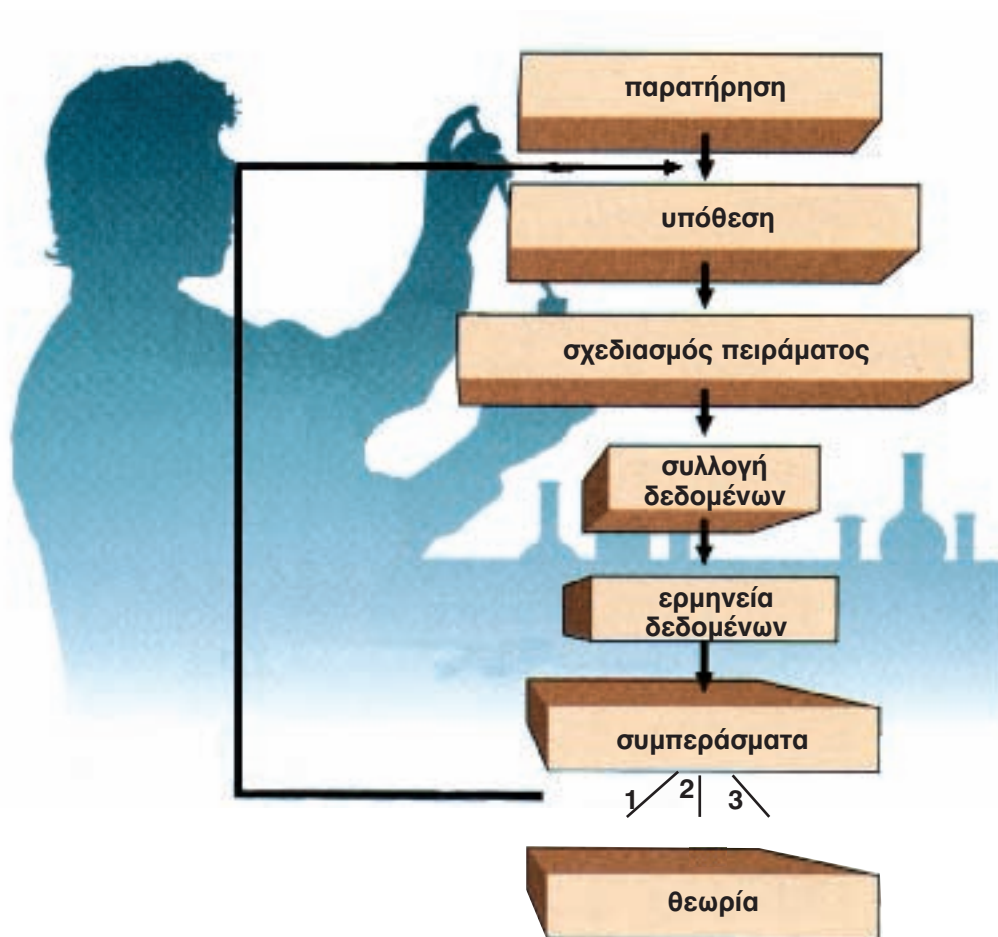 παρατήρηση
υπόθεση
σχεδιασμός πειράματος
συλλογή
δεδομένων
ερμηνεία
δεδομένων
συμπεράσματα
1 2 3
θεωρία